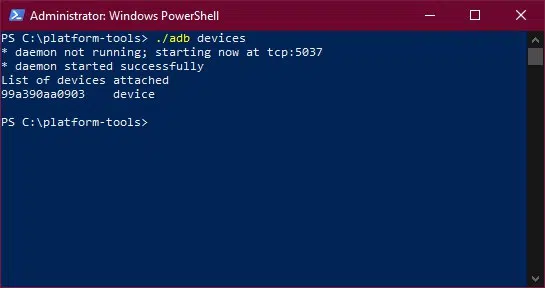 Administrator: Windows PowerShell
PS C:\platform-tools> ./adb devices
* daemon not running; starting now at tcp:5037
* daemon started successfully
List of devices attached
99a390aa0903    device
PS C:\platform-tools>